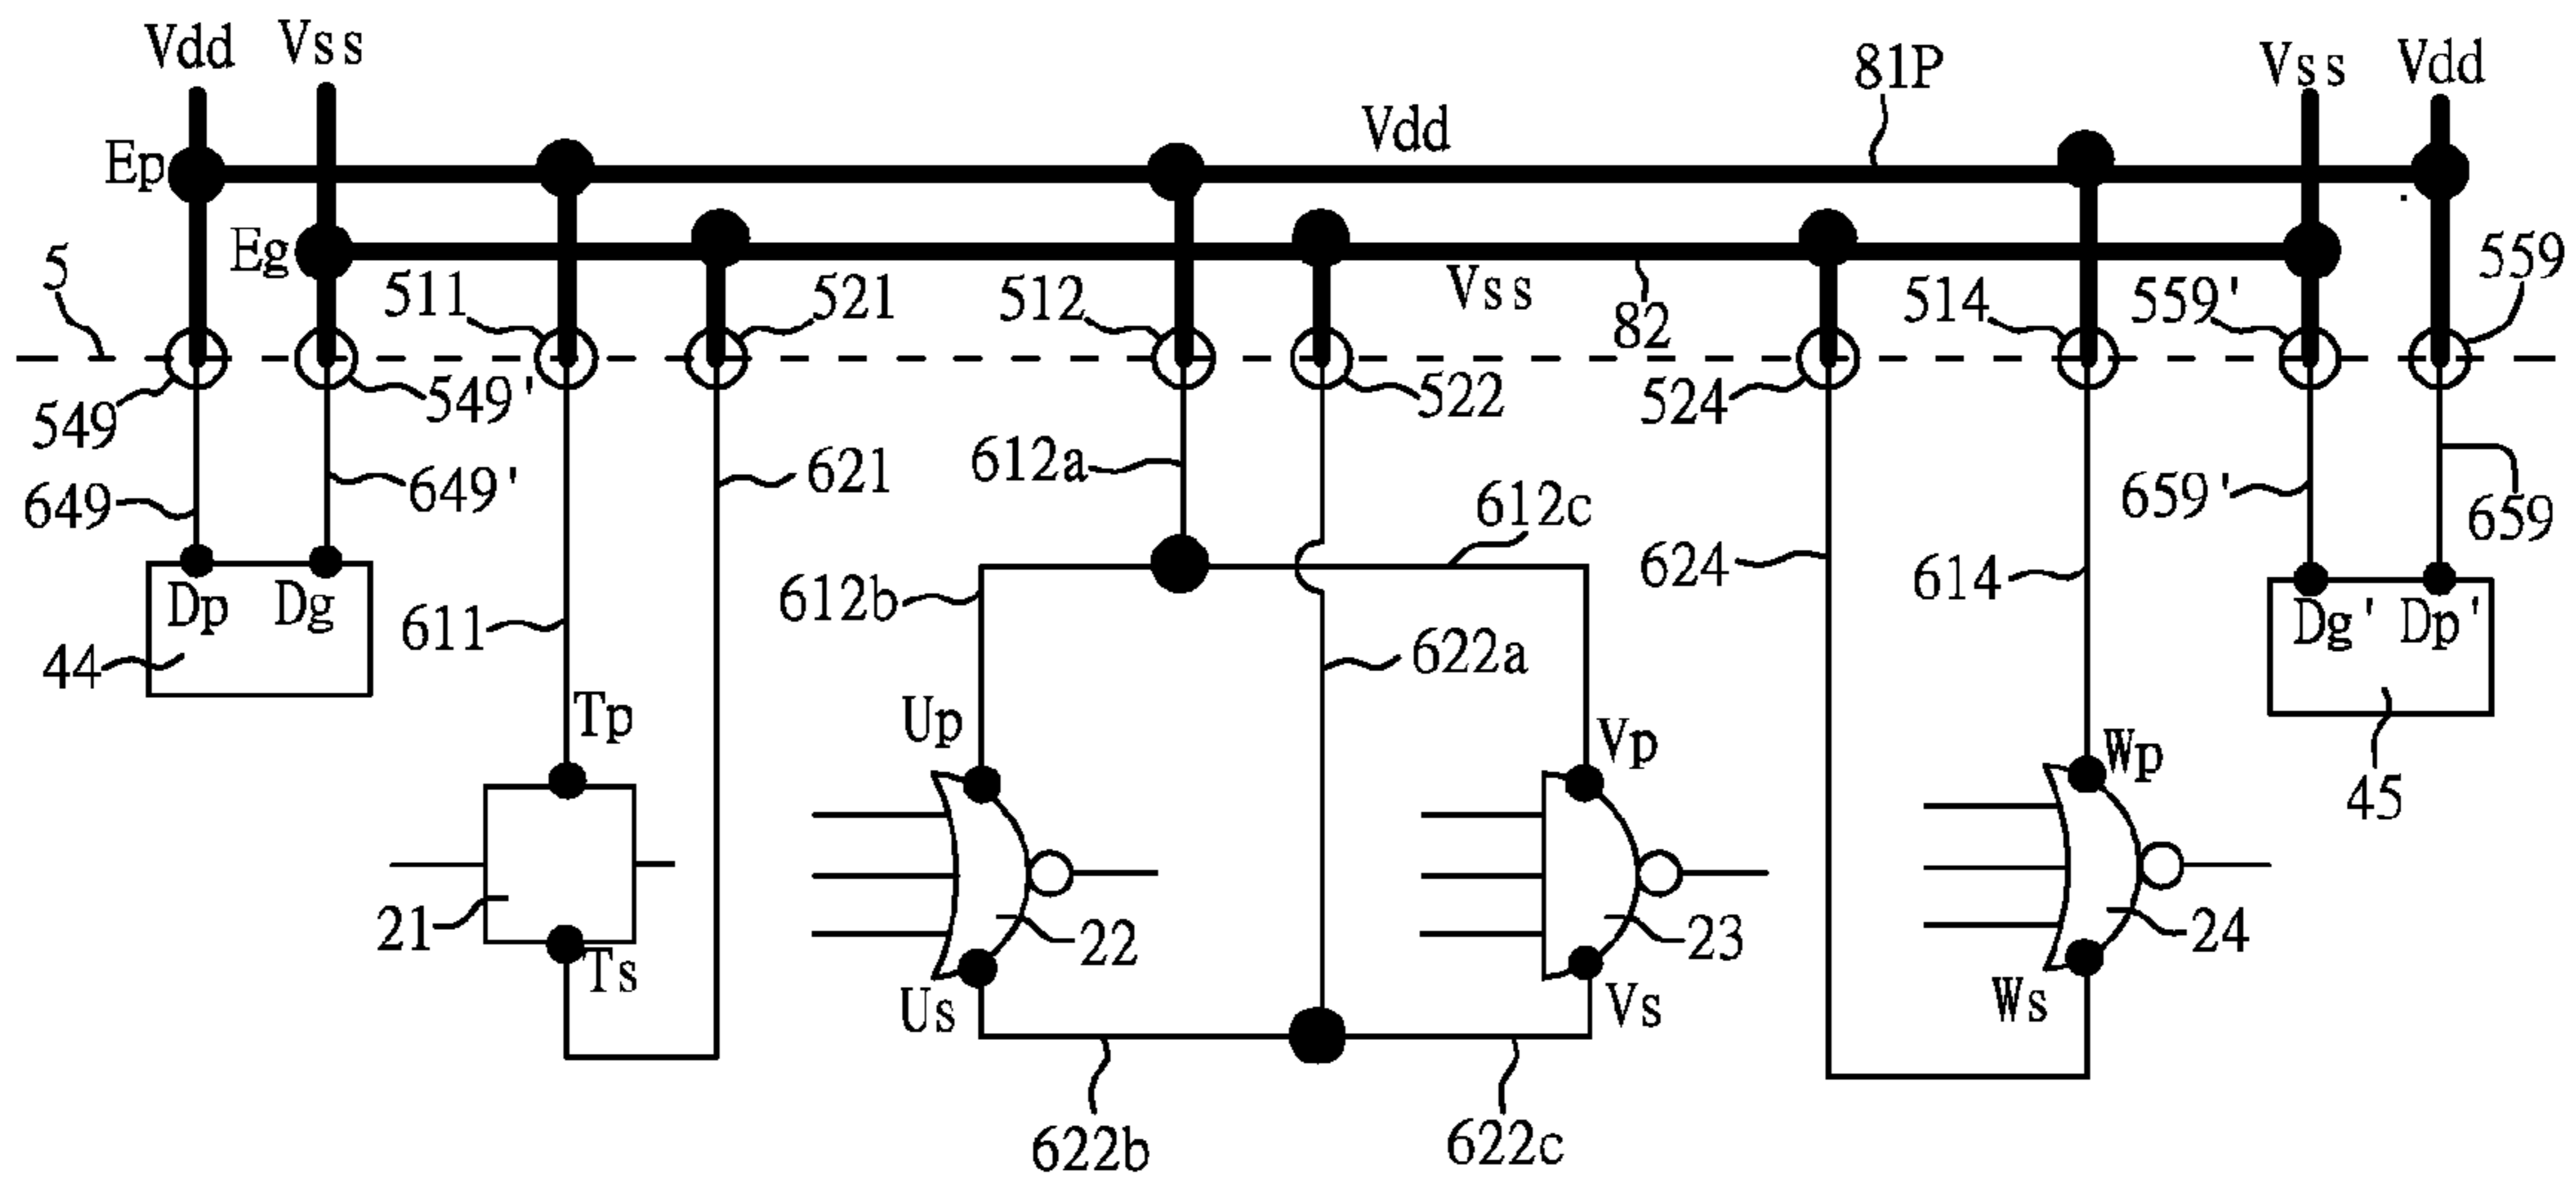 Vdd Vss Vss Vdd
81P
Vdd
Ep
Eg
5
511 521 512 Vss 82 514 559' 559
549 549' 522 524
649 649' 621 612a 659' 659
612c
Dp Dg 612b 624 614 Dg' Dp'
44 611 622a
Tp Up Vp Wp 45
21 22 23 24
Ts Us Vs Ws
622b 622c